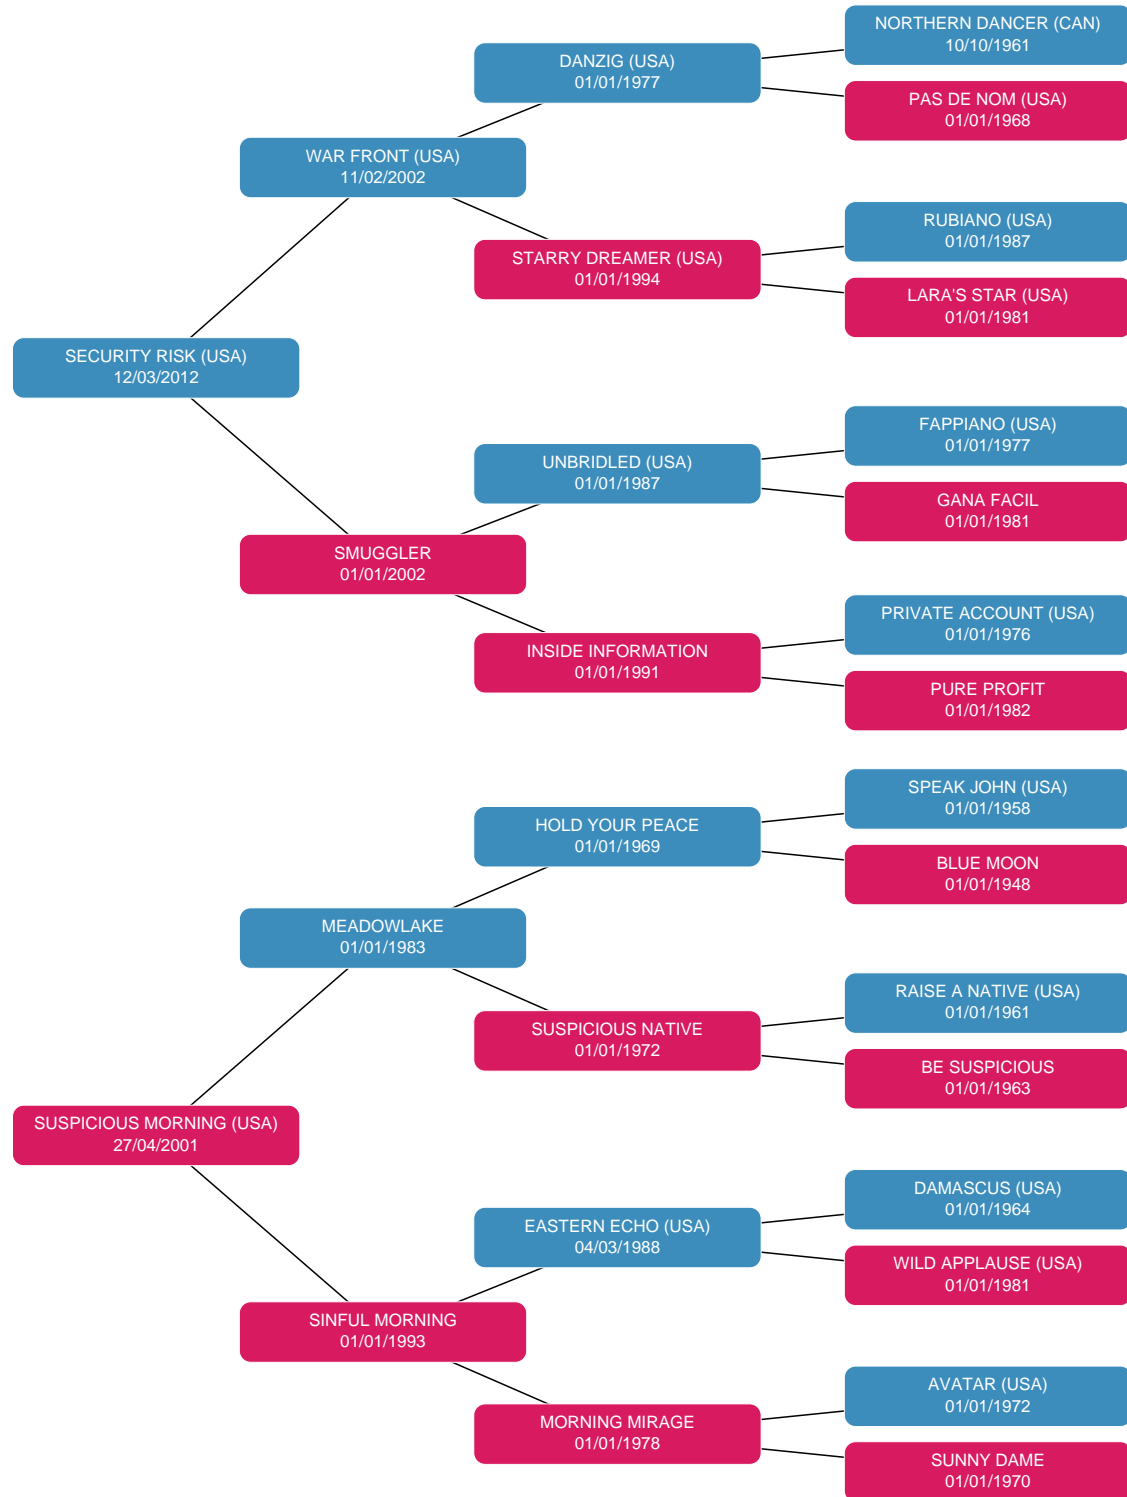 NORTHERN DANCER (CAN)
10/10/1961
DANZIG (USA)
01/01/1977
PAS DE NOM (USA)
01/01/1968
WAR FRONT (USA)
11/02/2002
RUBIANO (USA)
01/01/1987
STARRY DREAMER (USA)
01/01/1994
LARA'S STAR (USA)
01/01/1981
SECURITY RISK (USA)
12/03/2012
FAPPIANO (USA)
01/01/1977
UNBRIDLED (USA)
01/01/1987
GANA FACIL
01/01/1981
SMUGGLER
01/01/2002
PRIVATE ACCOUNT (USA)
01/01/1976
INSIDE INFORMATION
01/01/1991
PURE PROFIT
01/01/1982
SPEAK JOHN (USA)
01/01/1958
HOLD YOUR PEACE
01/01/1969
BLUE MOON
01/01/1948
MEADOWLAKE
01/01/1983
RAISE A NATIVE (USA)
01/01/1961
SUSPICIOUS NATIVE
01/01/1972
BE SUSPICIOUS
01/01/1963
SUSPICIOUS MORNING (USA)
27/04/2001
DAMASCUS (USA)
01/01/1964
EASTERN ECHO (USA)
04/03/1988
WILD APPLAUSE (USA)
01/01/1981
SINFUL MORNING
01/01/1993
AVATAR (USA)
01/01/1972
MORNING MIRAGE
01/01/1978
SUNNY DAME
01/01/1970